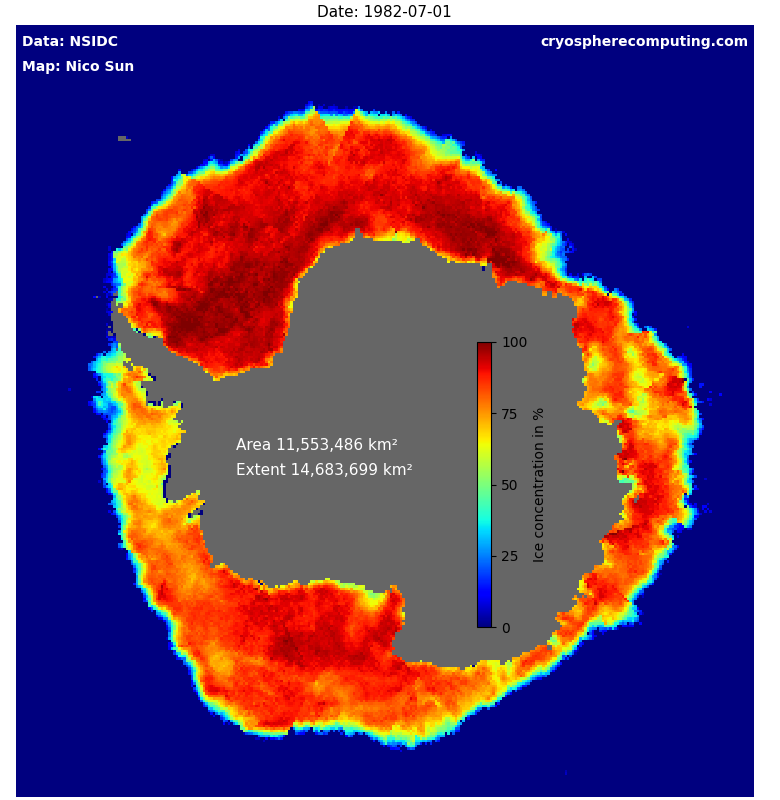 Date: 1982-07-01
Data: NSIDC
cryospherecomputing.com
Map: Nico Sun
100
75
Area 11,553,486 km²
Extent 14,683,699 km²
50
25
0
Ice concentration in %